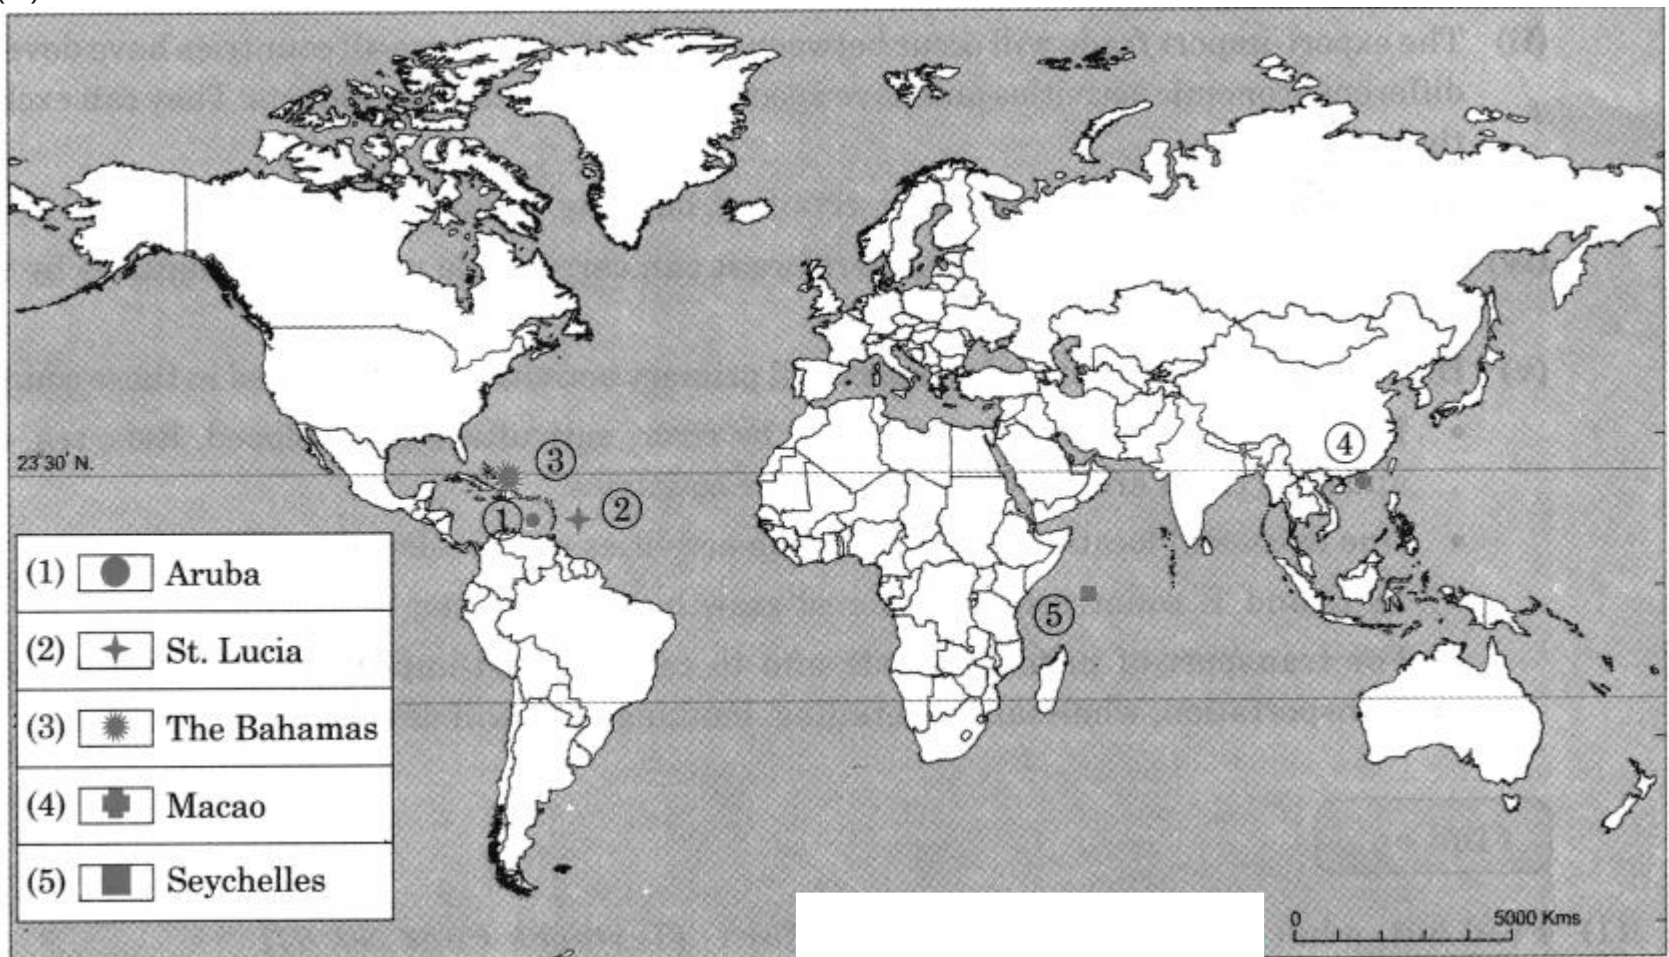 23°30' N.
③
④
①
②
⑤
(1) Aruba
(2) St. Lucia
(3) The Bahamas
(4) Macao
(5) Seychelles
0 5000 Kms